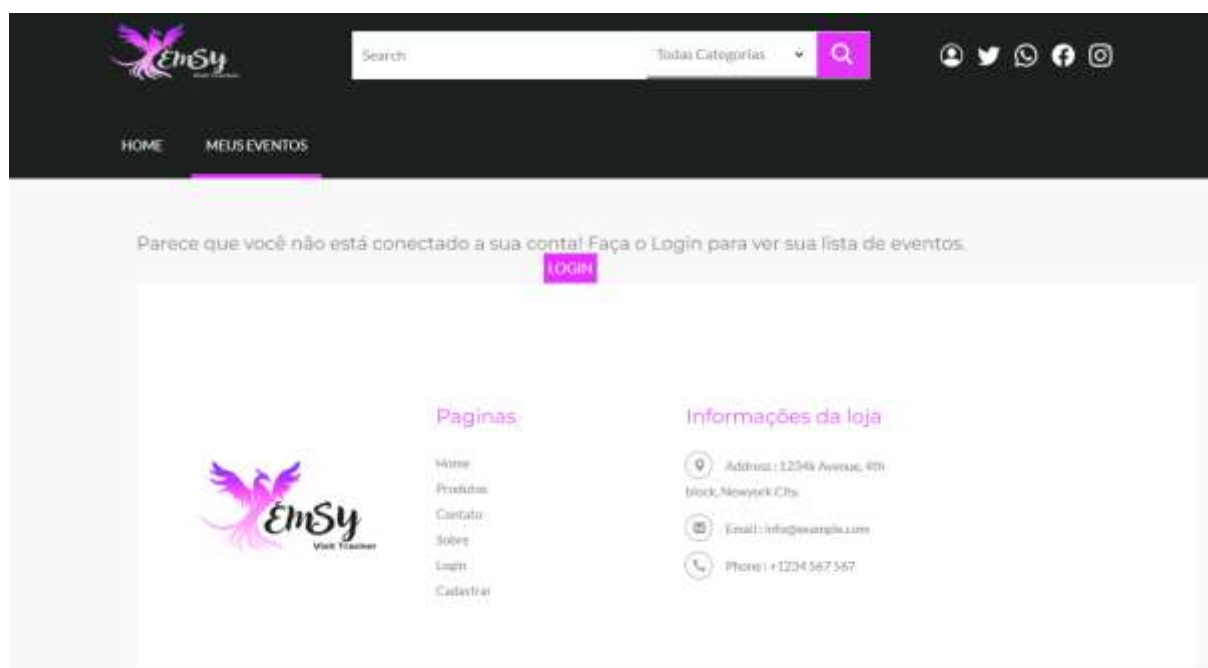 EmSy
Search
Todas Categorias
HOME MEUS EVENTOS
Parece que você não está conectado a sua conta! Faça o Login para ver sua lista de eventos.
LOGIN
Paginas
Home
Produtos
Contato
Sobre
Login
Cadastrar
EmSy
Visit Tracker
Informações da loja
Address : 1234k Avenue, 4th
block, Newyork City.
Email : info@example.com
Phone : +1234 567 567